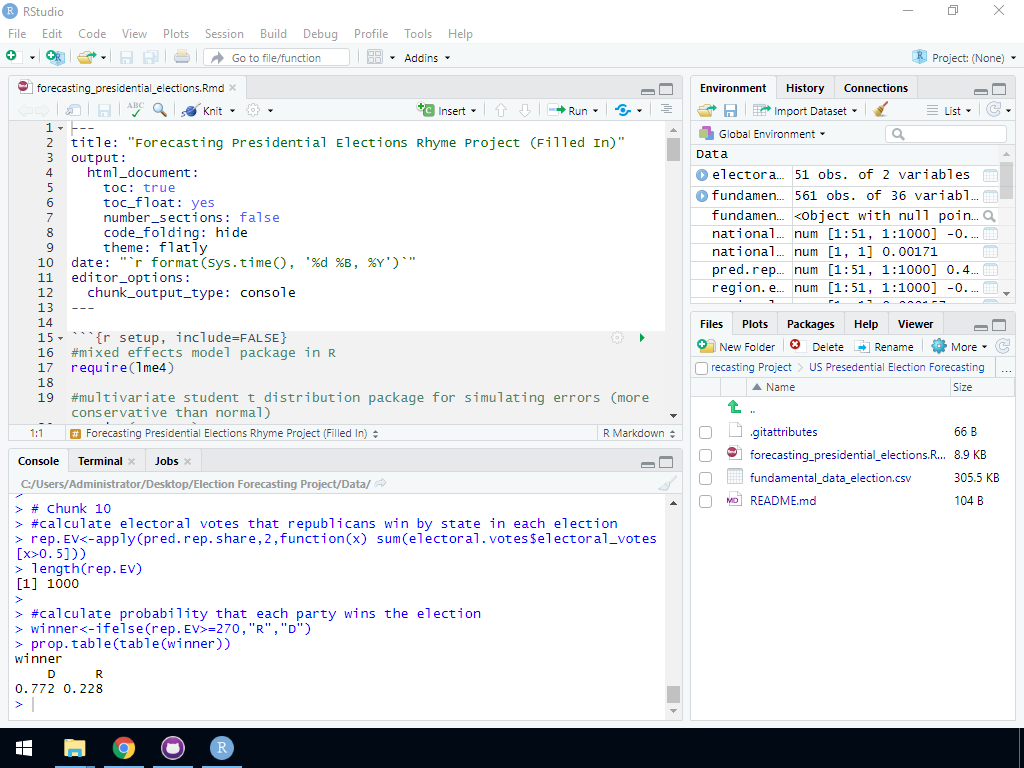 RStudio
File Edit Code View Plots Session Build Debug Profile Tools Help
Go to file/function Addins Project: (None)
forecasting_presidential_elections.Rmd
ABC Knit Insert Run
1 ---
2 title: "Forecasting Presidential Elections Rhyme Project (Filled In)"
3 output:
4 html_document:
5 toc: true
6 toc_float: yes
7 number_sections: false
8 code_folding: hide
9 theme: flatly
10 date: "`r format(Sys.time(), '%d %B, %Y')`"
11 editor_options:
12 chunk_output_type: console
13 ---
14
15 ```{r setup, include=FALSE}
16 #mixed effects model package in R
17 require(lme4)
18
19 #multivariate student t distribution package for simulating errors (more
conservative than normal)
1:1 Forecasting Presidential Elections Rhyme Project (Filled In) R Markdown
Console Terminal Jobs
C:/Users/Administrator/Desktop/Election Forecasting Project/Data/
>
> # Chunk 10
> #calculate electoral votes that republicans win by state in each election
> rep.EV<-apply(pred.rep.share,2,function(x) sum(electoral.votes$electoral_votes
[x>0.5]))
> length(rep.EV)
[1] 1000
>
> #calculate probability that each party wins the election
> winner<-ifelse(rep.EV>=270,"R","D")
> prop.table(table(winner))
winner
D R
0.772 0.228
>
Environment History Connections
Import Dataset List
Global Environment
Data
electora… 51 obs. of 2 variables
fundamen… 561 obs. of 36 variabl…
fundamen… <Object with null poin…
national… num [1:51, 1:1000] -0.…
national… num [1, 1] 0.00171
pred.rep… num [1:51, 1:1000] 0.4…
region.e… num [1:51, 1:1000] -0.…
Files Plots Packages Help Viewer
New Folder Delete Rename More
recasting Project US Presedential Election Forecasting ...
Name Size
..
.gitattributes 66 B
forecasting_presidential_elections.R... 8.9 KB
fundamental_data_election.csv 305.5 KB
MD README.md 104 B